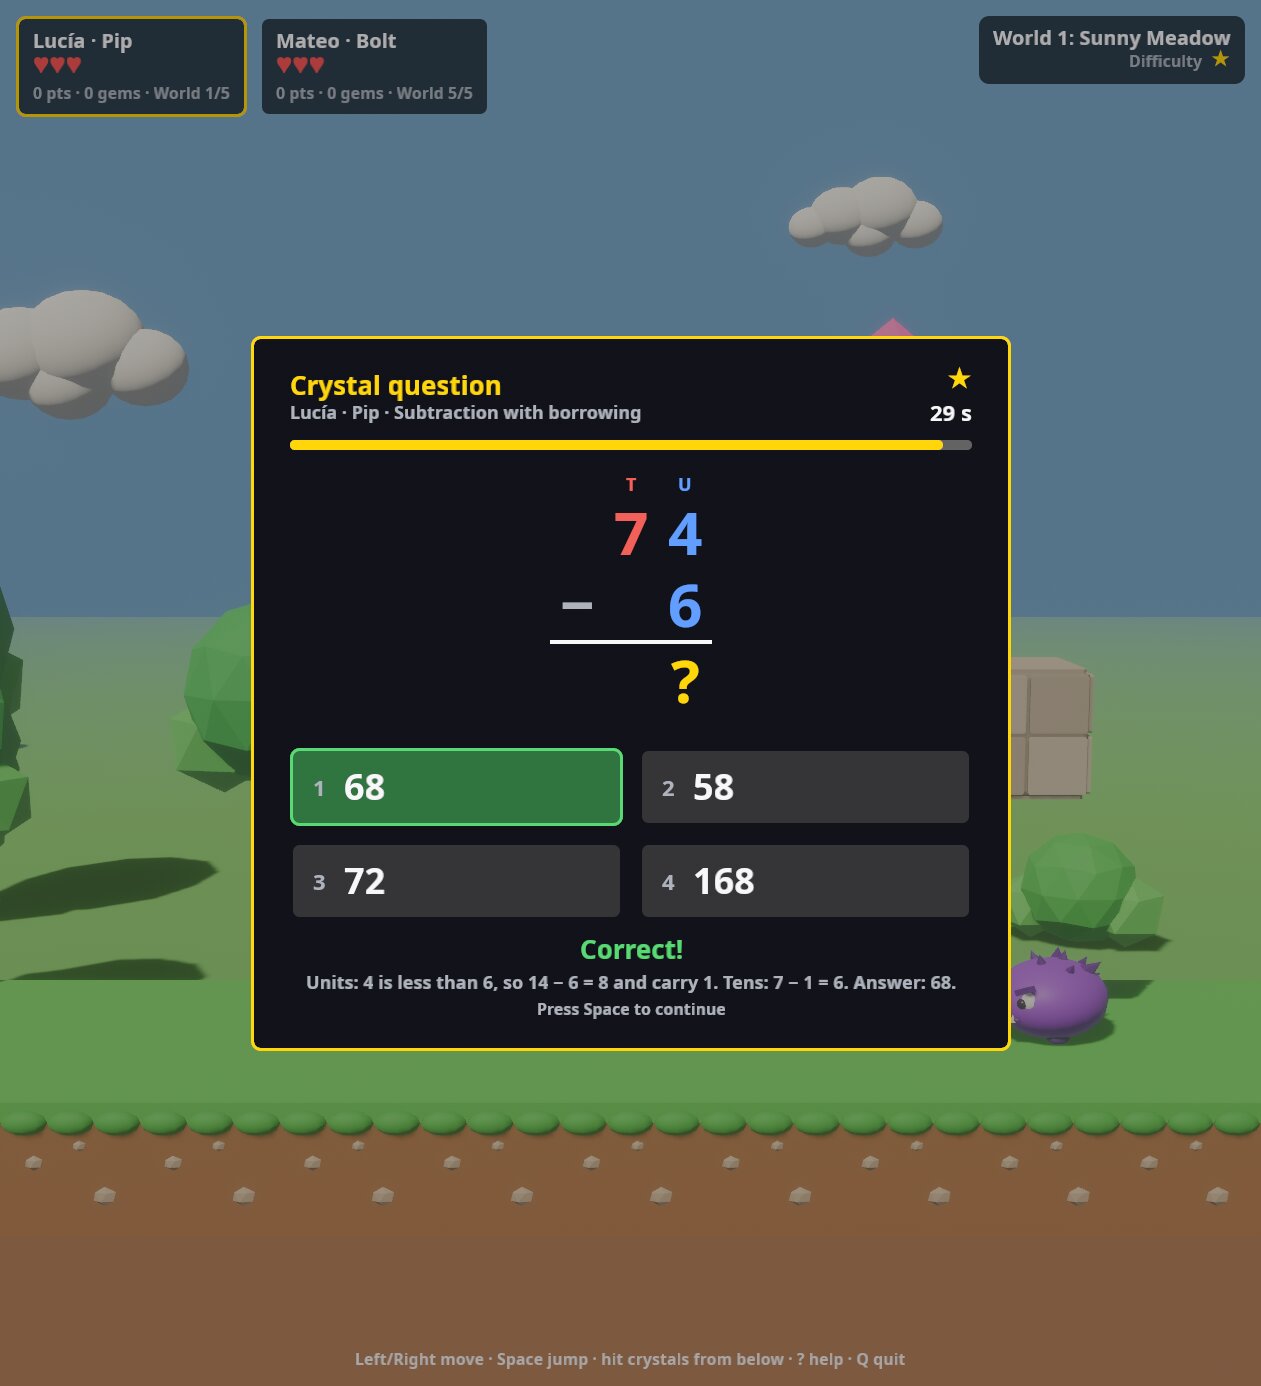 Lucía · Pip
♥♥♥
0 pts · 0 gems · World 1/5
Mateo · Bolt
♥♥♥
0 pts · 0 gems · World 5/5
World 1: Sunny Meadow
Difficulty ★
Crystal question ★
Lucía · Pip · Subtraction with borrowing 29 s
T U
7 4
− 6
?
1 68
2 58
3 72
4 168
Correct!
Units: 4 is less than 6, so 14 − 6 = 8 and carry 1. Tens: 7 − 1 = 6. Answer: 68.
Press Space to continue
Left/Right move · Space jump · hit crystals from below · ? help · Q quit